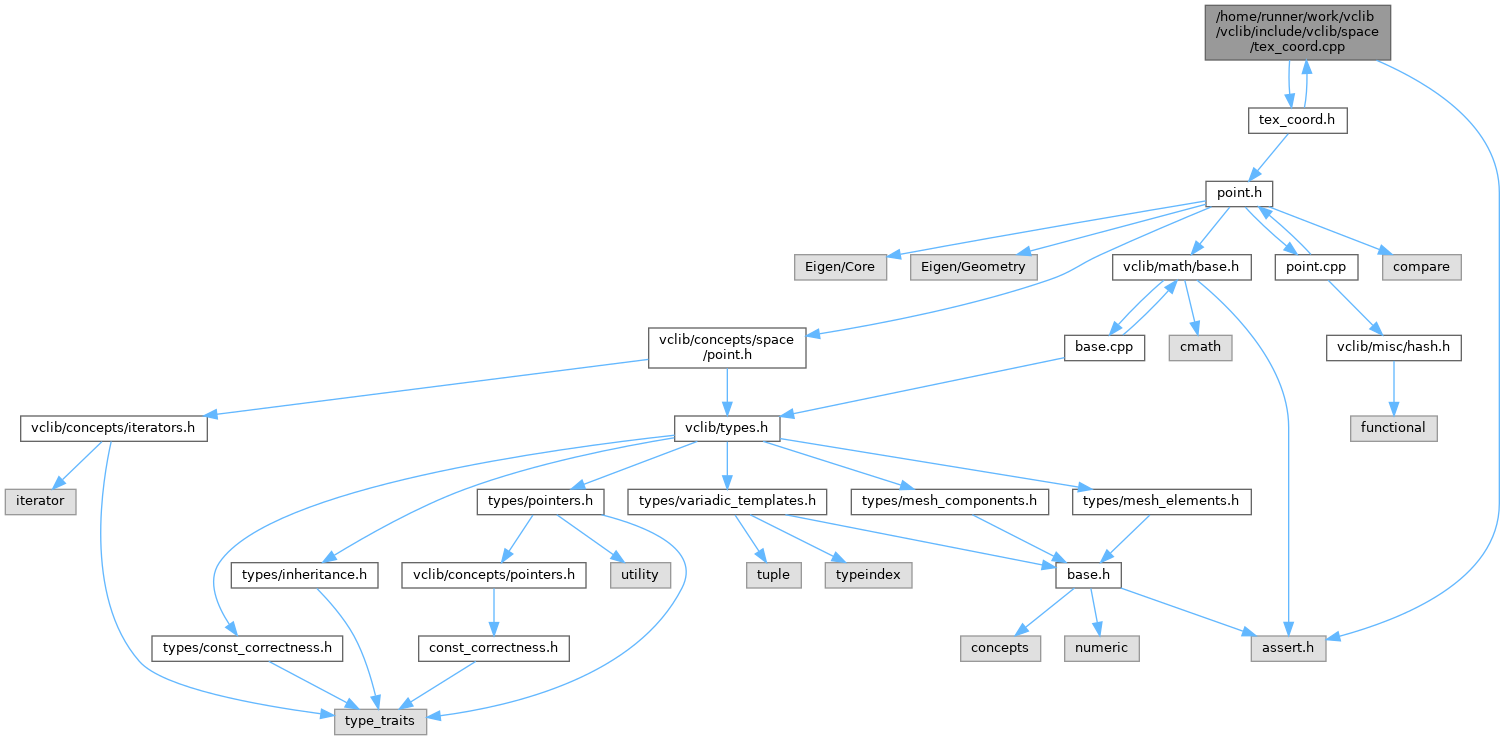 /home/runner/work/vclib
/vclib/include/vclib/space
/tex_coord.cpp
tex_coord.h
point.h
Eigen/Core
Eigen/Geometry
vclib/math/base.h
point.cpp
compare
vclib/concepts/space
/point.h
base.cpp
cmath
vclib/misc/hash.h
vclib/concepts/iterators.h
vclib/types.h
functional
iterator
types/pointers.h
types/variadic_templates.h
types/mesh_components.h
types/mesh_elements.h
types/inheritance.h
vclib/concepts/pointers.h
utility
tuple
typeindex
base.h
types/const_correctness.h
const_correctness.h
concepts
numeric
assert.h
type_traits